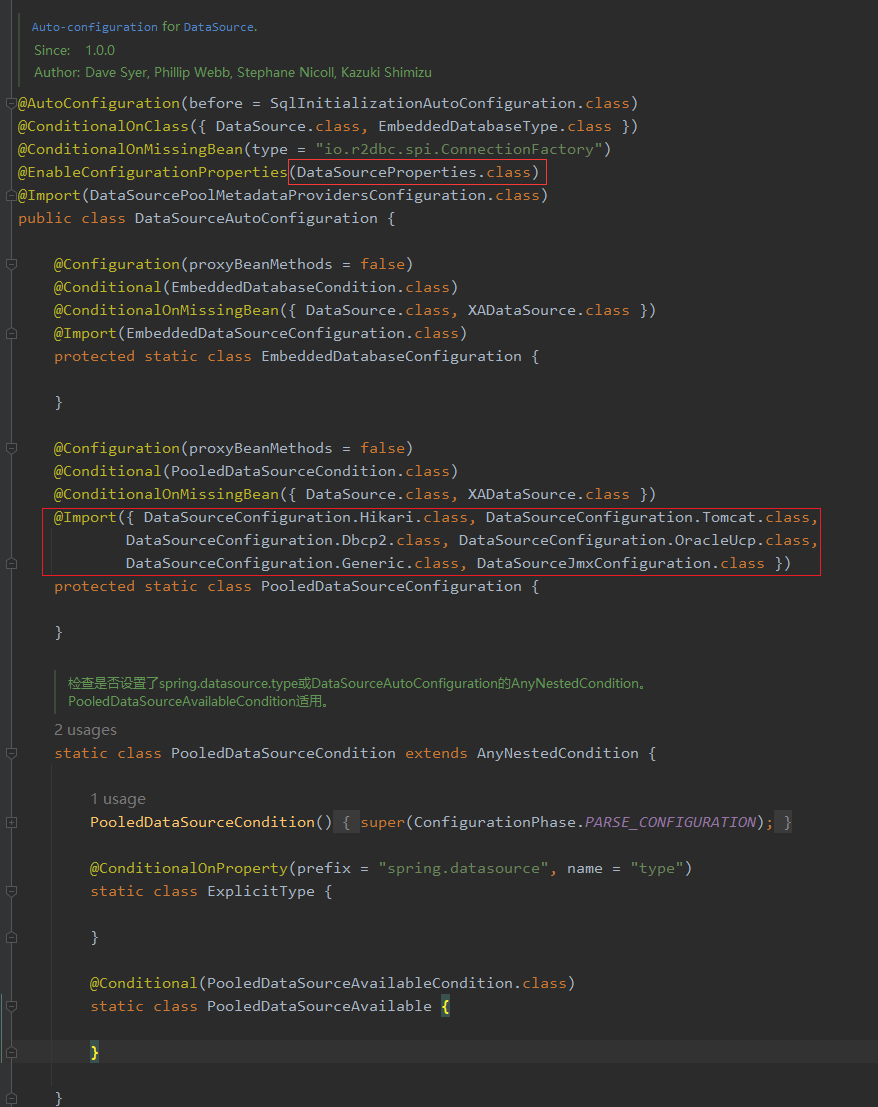 Auto-configuration for DataSource.
Since: 1.0.0
Author: Dave Syer, Phillip Webb, Stephane Nicoll, Kazuki Shimizu
@AutoConfiguration(before = SqlInitializationAutoConfiguration.class)
@ConditionalOnClass({ DataSource.class, EmbeddedDatabaseType.class })
@ConditionalOnMissingBean(type = "io.r2dbc.spi.ConnectionFactory")
@EnableConfigurationProperties(DataSourceProperties.class)
@Import(DataSourcePoolMetadataProvidersConfiguration.class)
public class DataSourceAutoConfiguration {
@Configuration(proxyBeanMethods = false)
@Conditional(EmbeddedDatabaseCondition.class)
@ConditionalOnMissingBean({ DataSource.class, XADataSource.class })
@Import(EmbeddedDataSourceConfiguration.class)
protected static class EmbeddedDatabaseConfiguration {
}
@Configuration(proxyBeanMethods = false)
@Conditional(PooledDataSourceCondition.class)
@ConditionalOnMissingBean({ DataSource.class, XADataSource.class })
@Import({ DataSourceConfiguration.Hikari.class, DataSourceConfiguration.Tomcat.class,
DataSourceConfiguration.Dbcp2.class, DataSourceConfiguration.OracleUcp.class,
DataSourceConfiguration.Generic.class, DataSourceJmxConfiguration.class })
protected static class PooledDataSourceConfiguration {
}
检查是否设置了spring.datasource.type或DataSourceAutoConfiguration的AnyNestedCondition。
PooledDataSourceAvailableCondition适用。
2 usages
static class PooledDataSourceCondition extends AnyNestedCondition {
1 usage
PooledDataSourceCondition() { super(ConfigurationPhase.PARSE_CONFIGURATION); }
@ConditionalOnProperty(prefix = "spring.datasource", name = "type")
static class ExplicitType {
}
@Conditional(PooledDataSourceAvailableCondition.class)
static class PooledDataSourceAvailable {
}
}